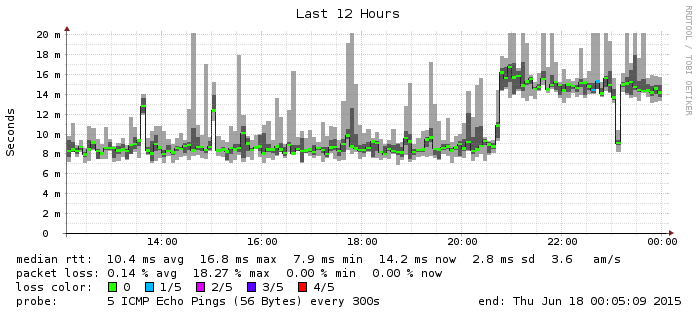 Last 12 Hours
RRDTOOL / TOBI OETIKER
Seconds
20 m
18 m
16 m
14 m
12 m
10 m
8 m
6 m
4 m
2 m
0
14:00 16:00 18:00 20:00 22:00 00:00
median rtt: 10.4 ms avg 16.8 ms max 7.9 ms min 14.2 ms now 2.8 ms sd 3.6 am/s
packet loss: 0.14 % avg 18.27 % max 0.00 % min 0.00 % now
loss color: 0 1/5 2/5 3/5 4/5
probe: 5 ICMP Echo Pings (56 Bytes) every 300s end: Thu Jun 18 00:05:09 2015